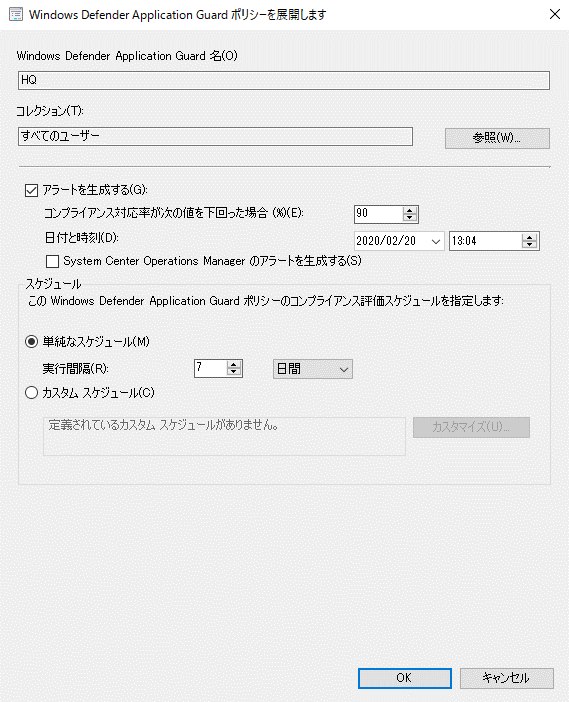 Windows Defender Application Guard ポリシーを展開します
Windows Defender Application Guard 名(O)
HQ
コレクション(T):
すべてのユーザー
参照(W)...
アラートを生成する(G):
コンプライアンス対応率が次の値を下回った場合 (%)(E):
90
日付と時刻(D):
2020/02/20
13:04
System Center Operations Manager のアラートを生成する(S)
スケジュール
この Windows Defender Application Guard ポリシーのコンプライアンス評価スケジュールを指定します:
単純なスケジュール(M)
実行間隔(R):
7
日間
カスタム スケジュール(C)
定義されているカスタム スケジュールがありません。
カスタマイズ(U)...
OK
キャンセル